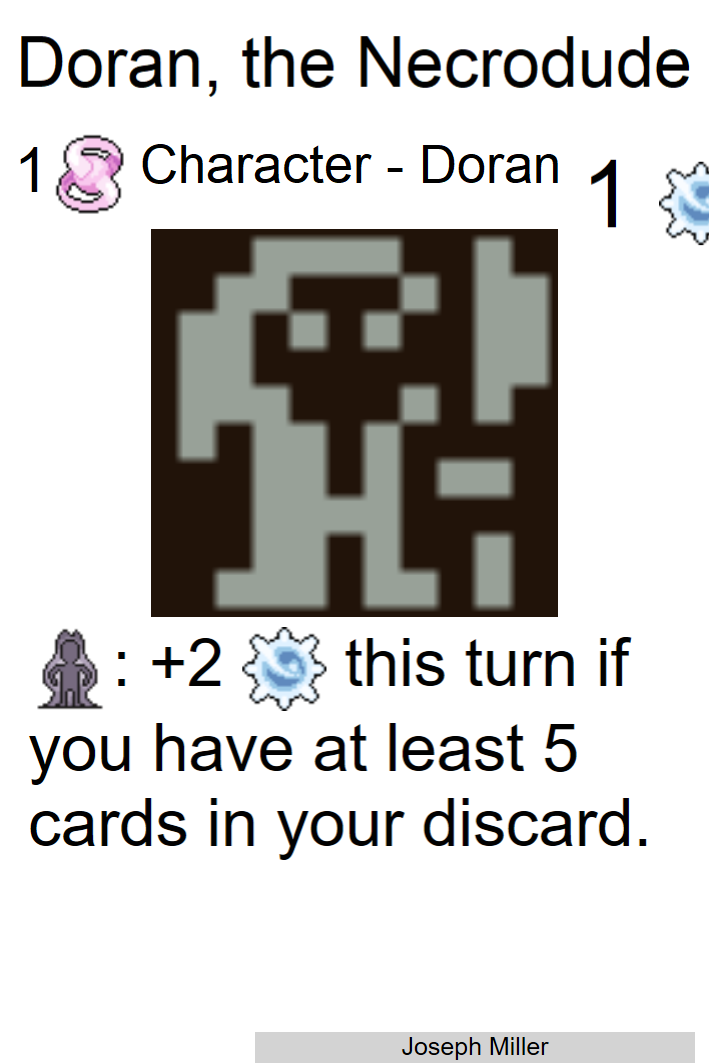 Doran, the Necrodude
1 Character - Doran 1
: +2 this turn if
you have at least 5
cards in your discard.
Joseph Miller